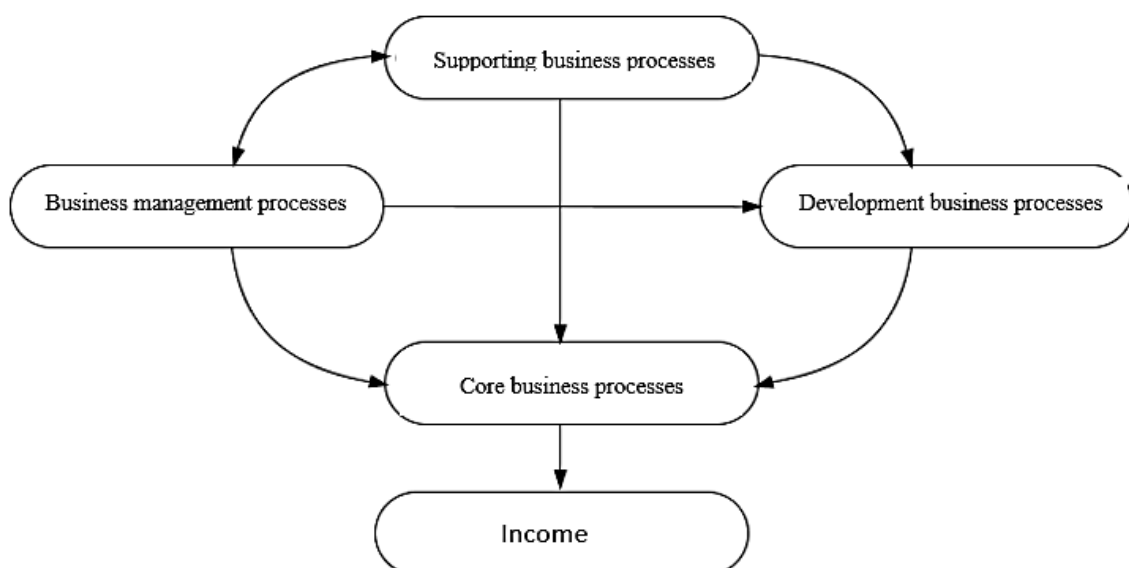 Supporting business processes
Business management processes
Development business processes
Core business processes
Income